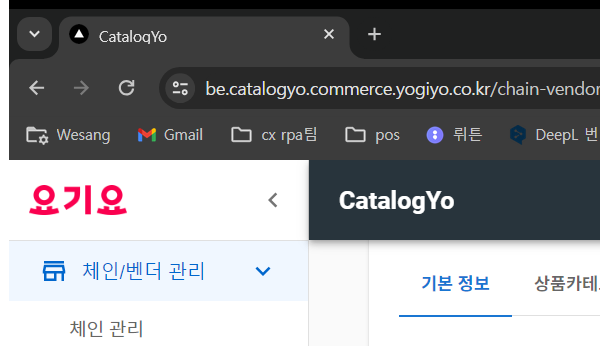 CatalogYo
be.catalogyo.commerce.yogiyo.co.kr/chain-vendor
Wesang Gmail cx rpa팀 pos 뤼튼 DeepL 번
요기요 CatalogYo
체인/벤더 관리 기본 정보 상품카테
체인 관리